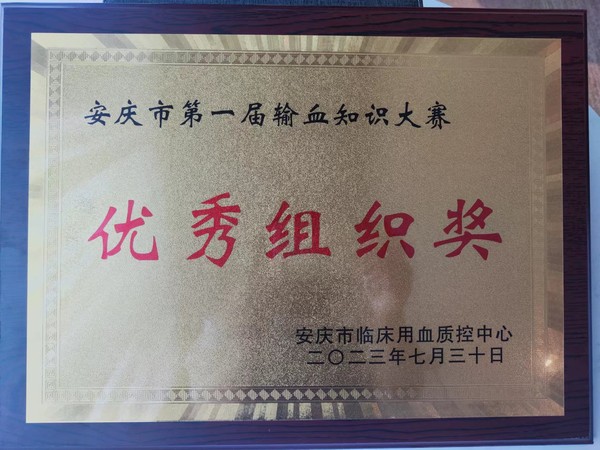 安庆市第一届输血知识大赛
优秀组织奖
安庆市临床用血质控中心
二〇二三年七月三十日